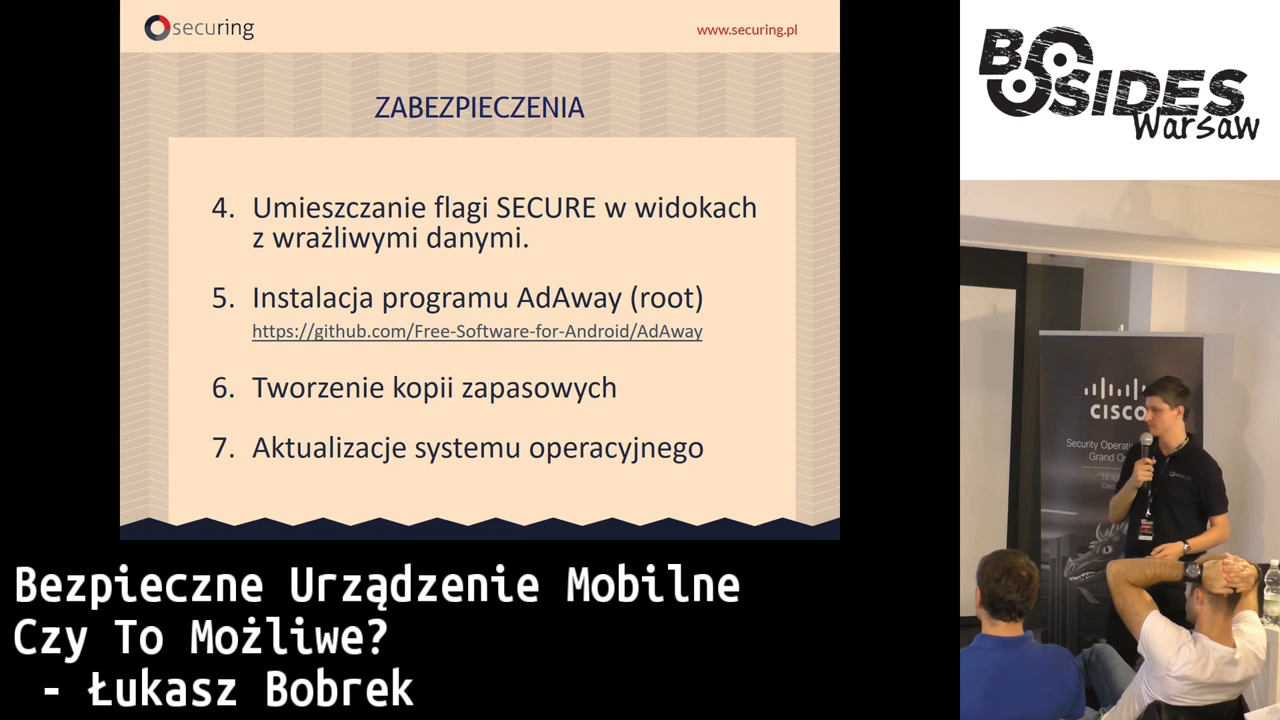 securing
www.securing.pl
ZABEZPIECZENIA
4. Umieszczanie flagi SECURE w widokach
z wrażliwymi danymi.
5. Instalacja programu AdAway (root)
https://github.com/Free-Software-for-Android/AdAway
6. Tworzenie kopii zapasowych
7. Aktualizacje systemu operacyjnego
Bezpieczne Urządzenie Mobilne
Czy To Możliwe?
- Łukasz Bobrek
BSIDES
Warsaw
CISCO
Security
Grand